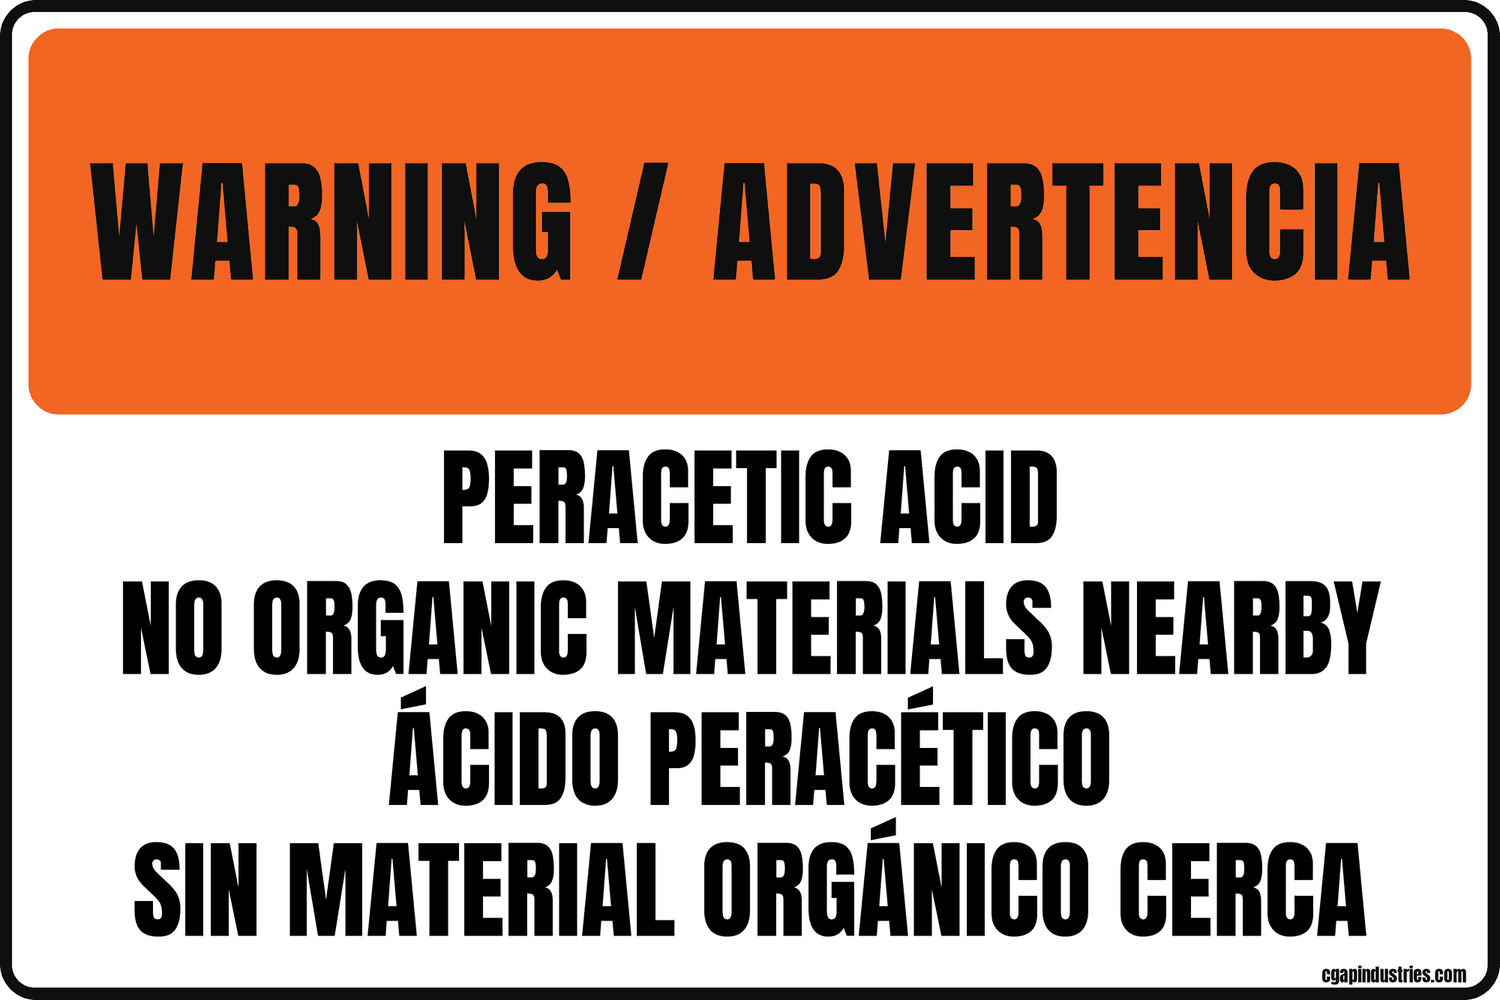 WARNING / ADVERTENCIA
PERACETIC ACID
NO ORGANIC MATERIALS NEARBY
ÁCIDO PERACÉTICO
SIN MATERIAL ORGÁNICO CERCA
cgapindustries.com